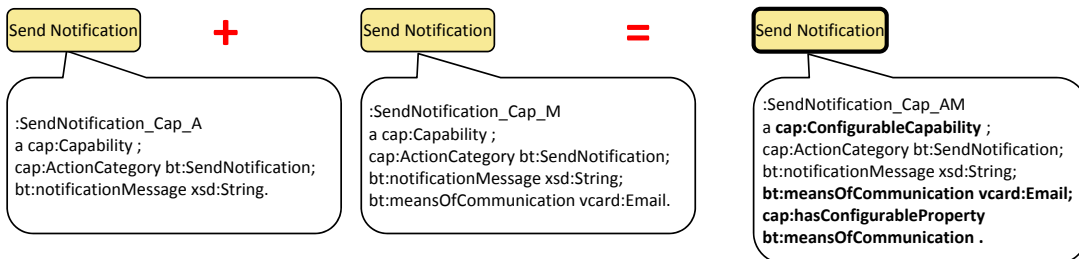 Send Notification
+
Send Notification
=
Send Notification
:SendNotification_Cap_A
a cap:Capability ;
cap:ActionCategory bt:SendNotification;
bt:notificationMessage xsd:String.
:SendNotification_Cap_M
a cap:Capability ;
cap:ActionCategory bt:SendNotification;
bt:notificationMessage xsd:String;
bt:meansOfCommunication vcard:Email.
:SendNotification_Cap_AM
a cap:ConfigurableCapability ;
cap:ActionCategory bt:SendNotification;
bt:notificationMessage xsd:String;
bt:meansOfCommunication vcard:Email;
cap:hasConfigurableProperty
bt:meansOfCommunication .